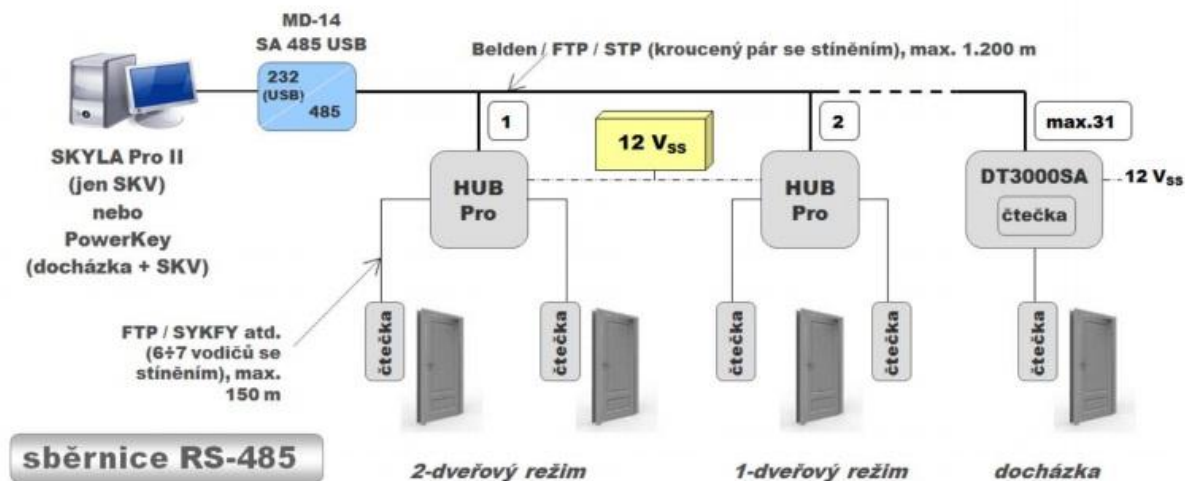 MD-14
SA 485 USB
Belden / FTP / STP (kroucený pár se stíněním), max. 1.200 m
232
(USB)
485
1
2
max.31
12 VSS
SKYLA Pro II
(jen SKV)
nebo
PowerKey
(docházka + SKV)
HUB
Pro
HUB
Pro
DT3000SA
čtečka
12 VSS
FTP / SYKFY atd.
(6÷7 vodičů se
stíněním), max.
150 m
čtečka
čtečka
čtečka
čtečka
čtečka
sběrnice RS-485
2-dveřový režim
1-dveřový režim
docházka